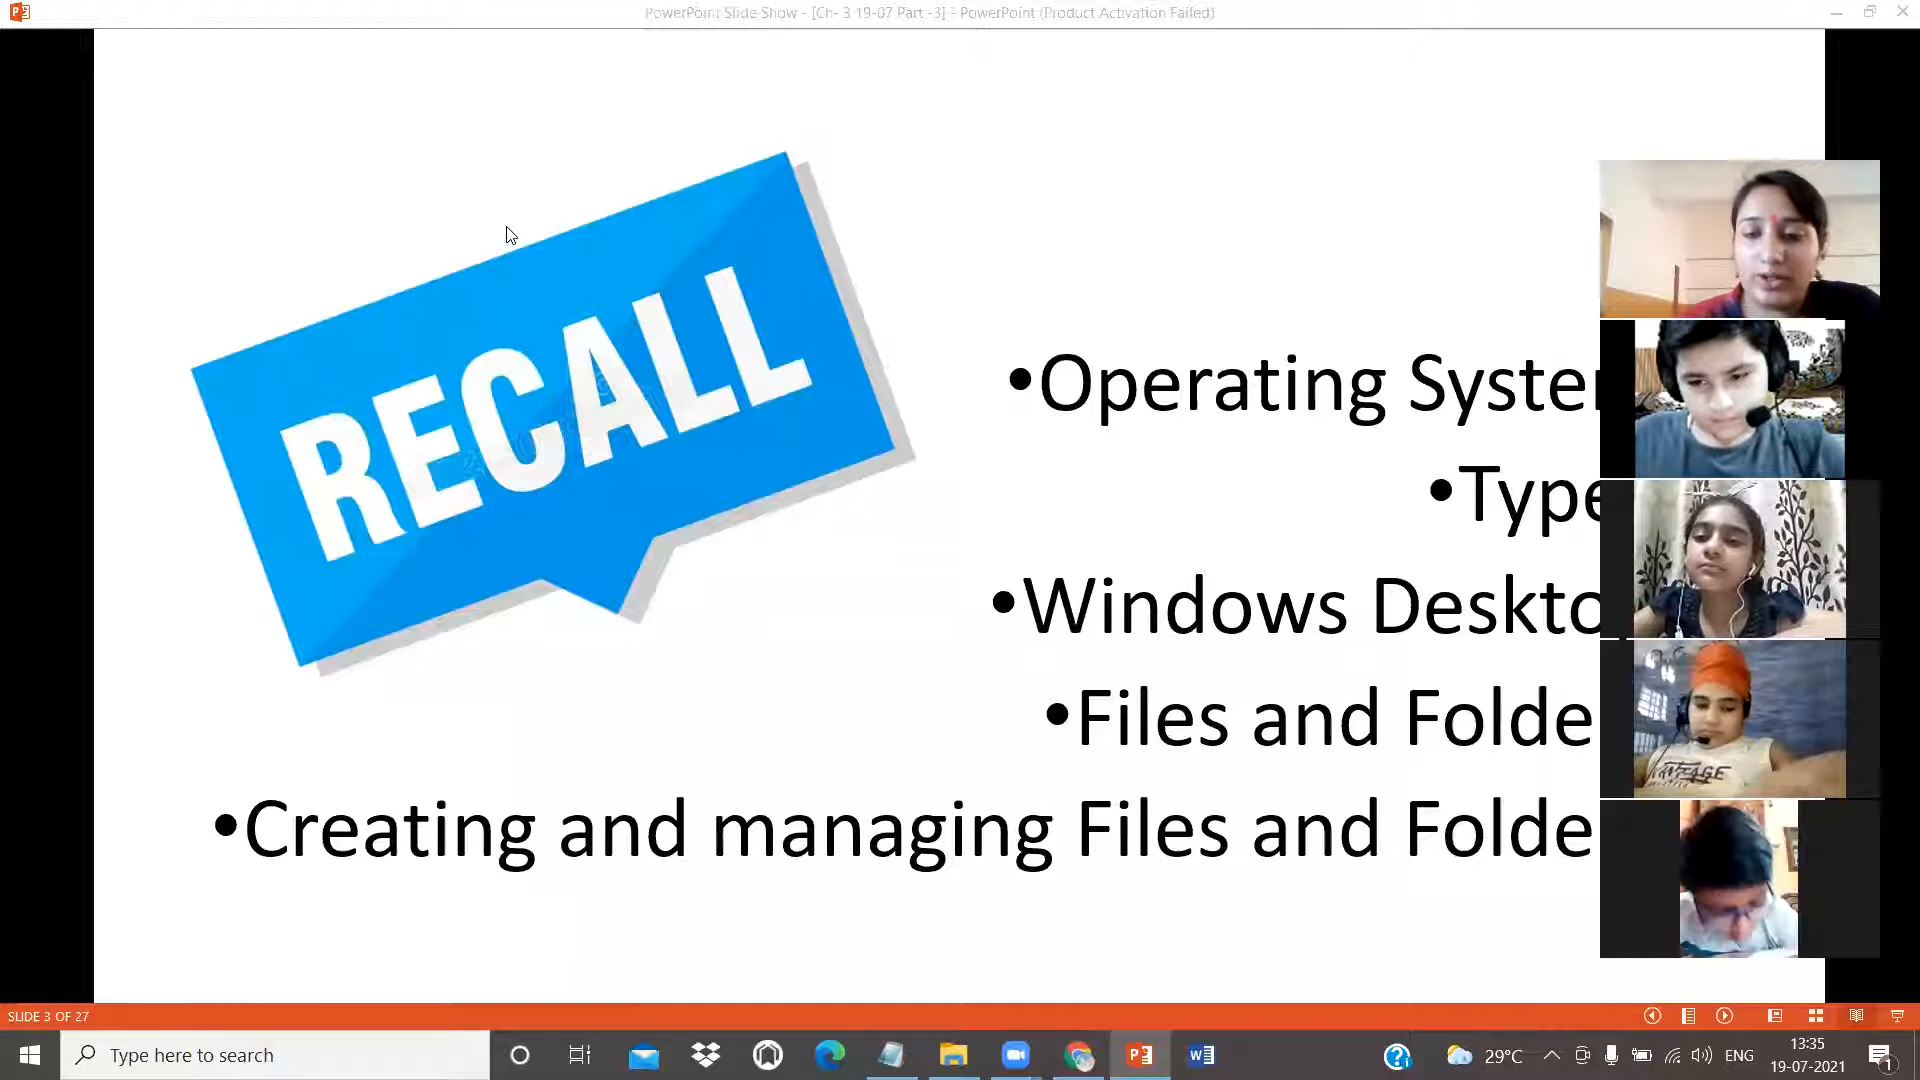 PowerPoint Slide Show - [Ch- 3 19-07 Part -3] - PowerPoint (Product Activation Failed)
RECALL
•Operating System
•Type
•Windows Deskto
•Files and Folde
•Creating and managing Files and Folde
SLIDE 3 OF 27
Type here to search
29°C
ENG
13:35
19-07-2021
1